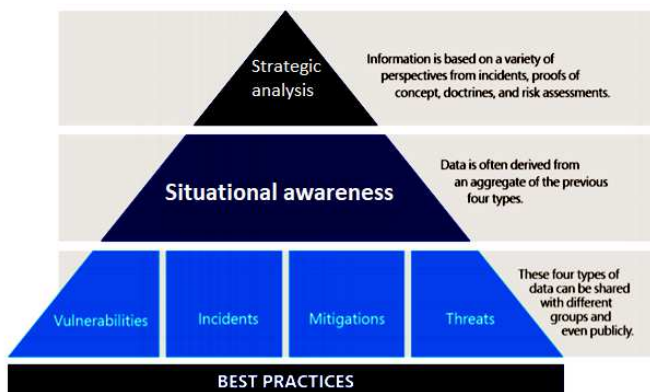 Strategic
analysis
Information is based on a variety of
perspectives from incidents, proofs of
concept, doctrines, and risk assessments.
Situational awareness
Data is often derived from
an aggregate of the previous
four types.
Vulnerabilities
Incidents
Mitigations
Threats
These four types of
data can be shared
with different
groups and
even publicly.
BEST PRACTICES